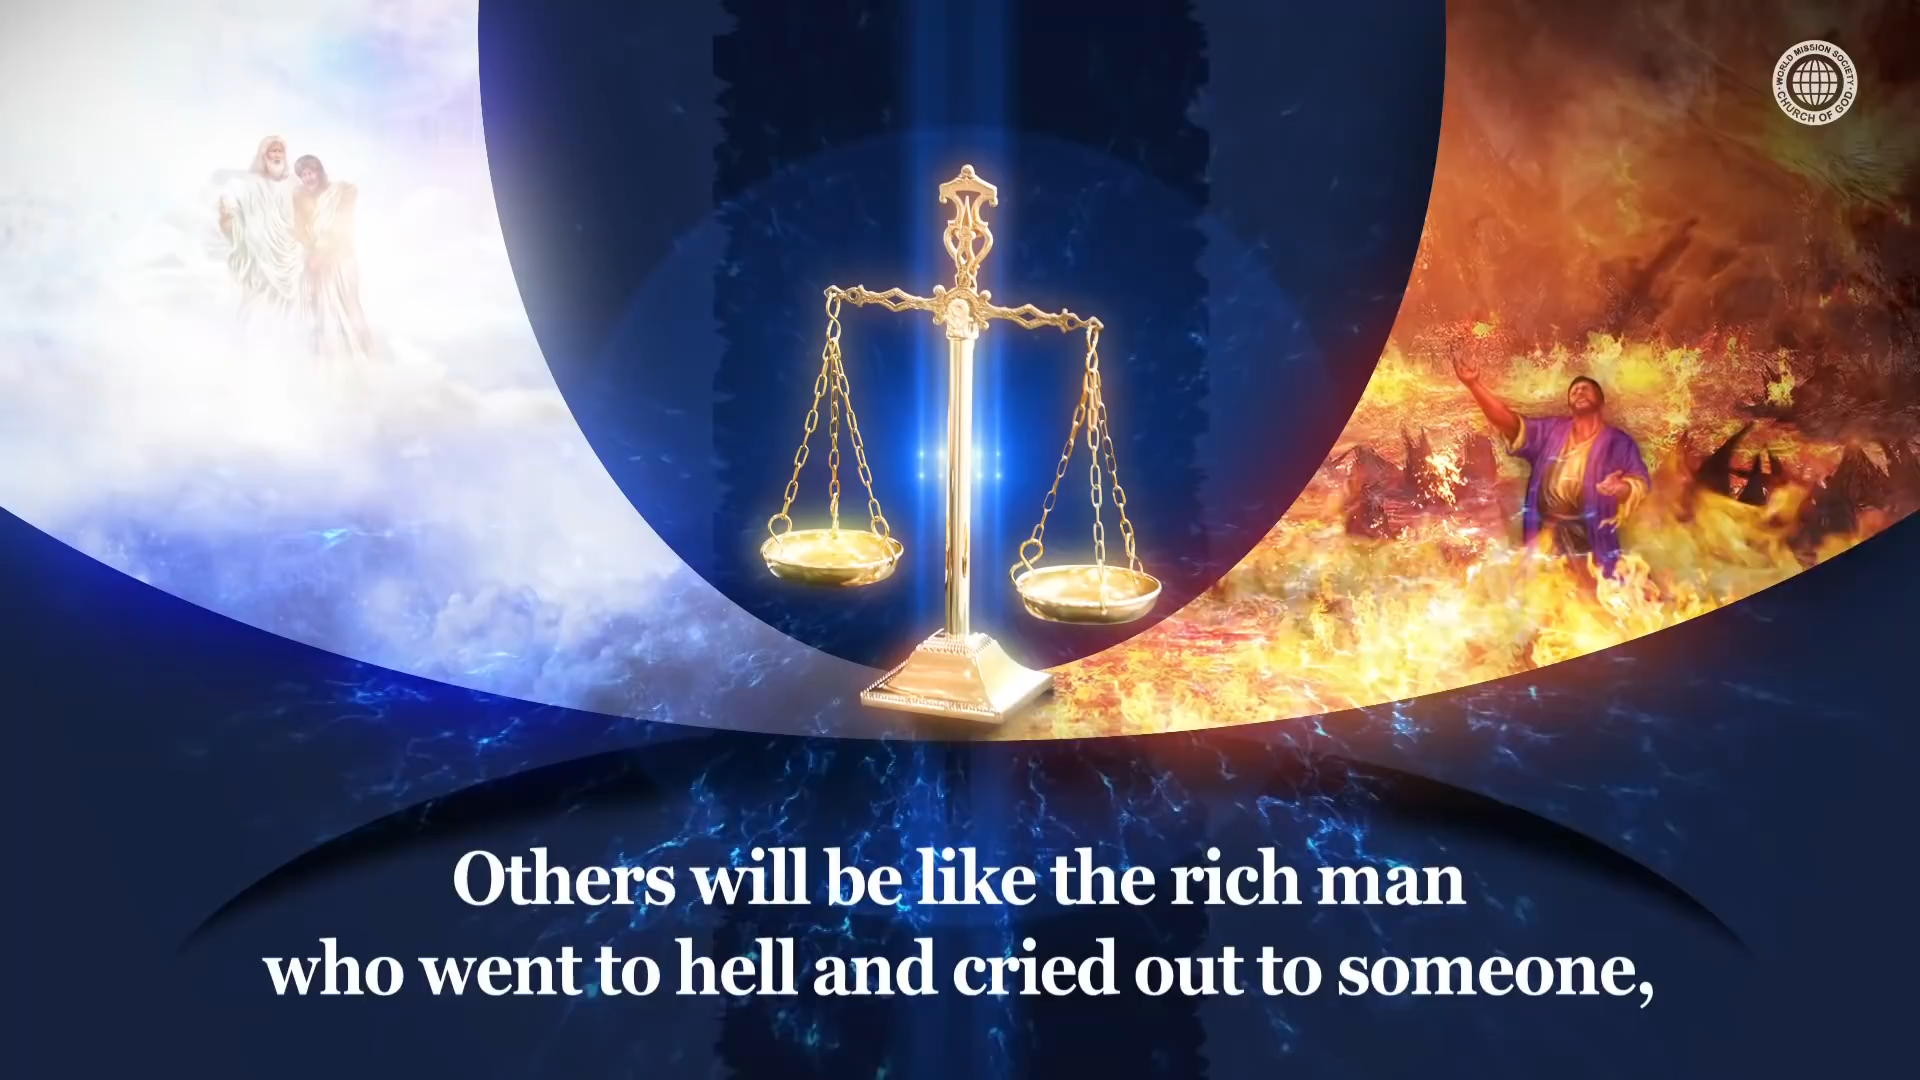 WORLD MISSION SOCIETY
CHURCH OF GOD
Others will be like the rich man
who went to hell and cried out to someone,